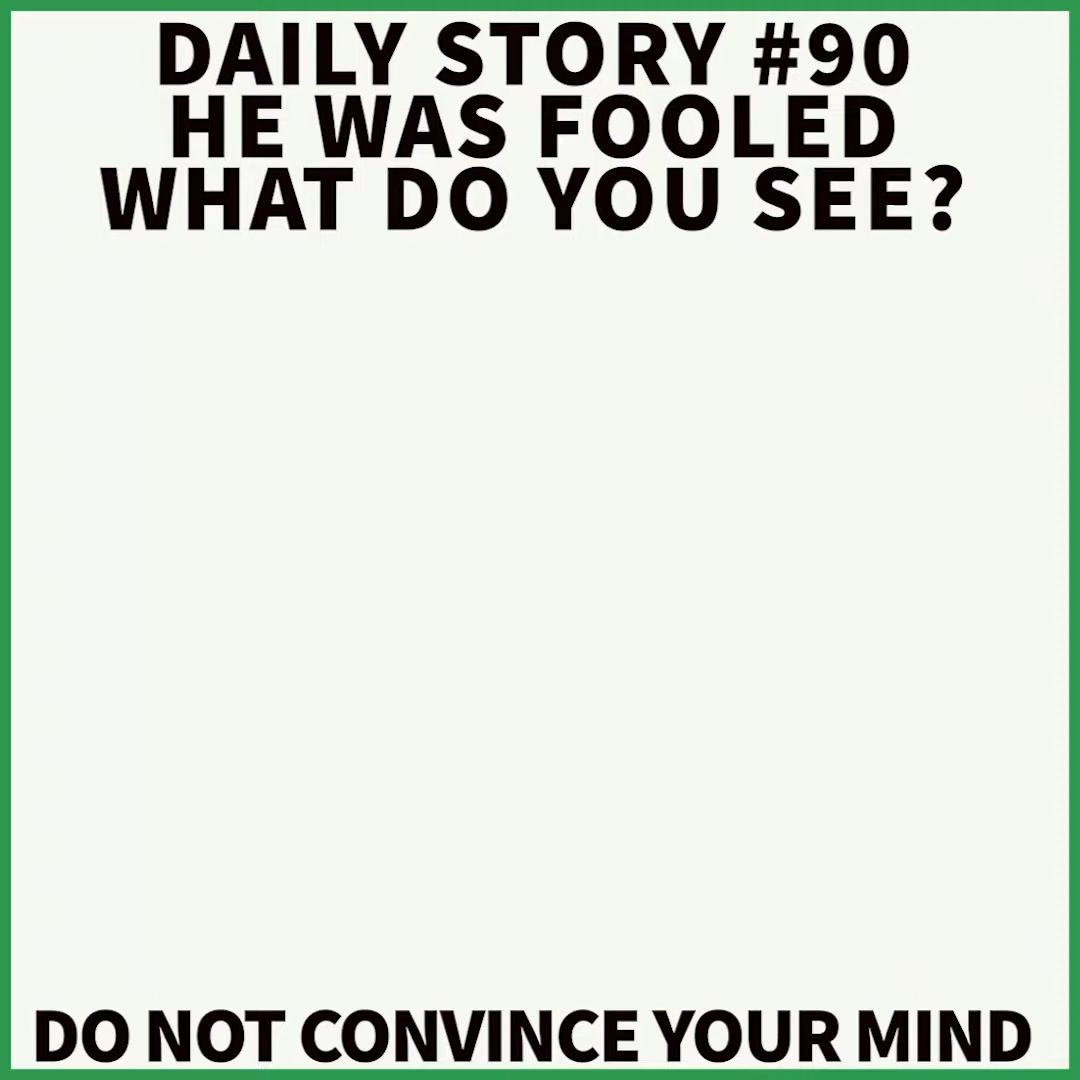 DAILY STORY #90
HE WAS FOOLED
WHAT DO YOU SEE?
DO NOT CONVINCE YOUR MIND